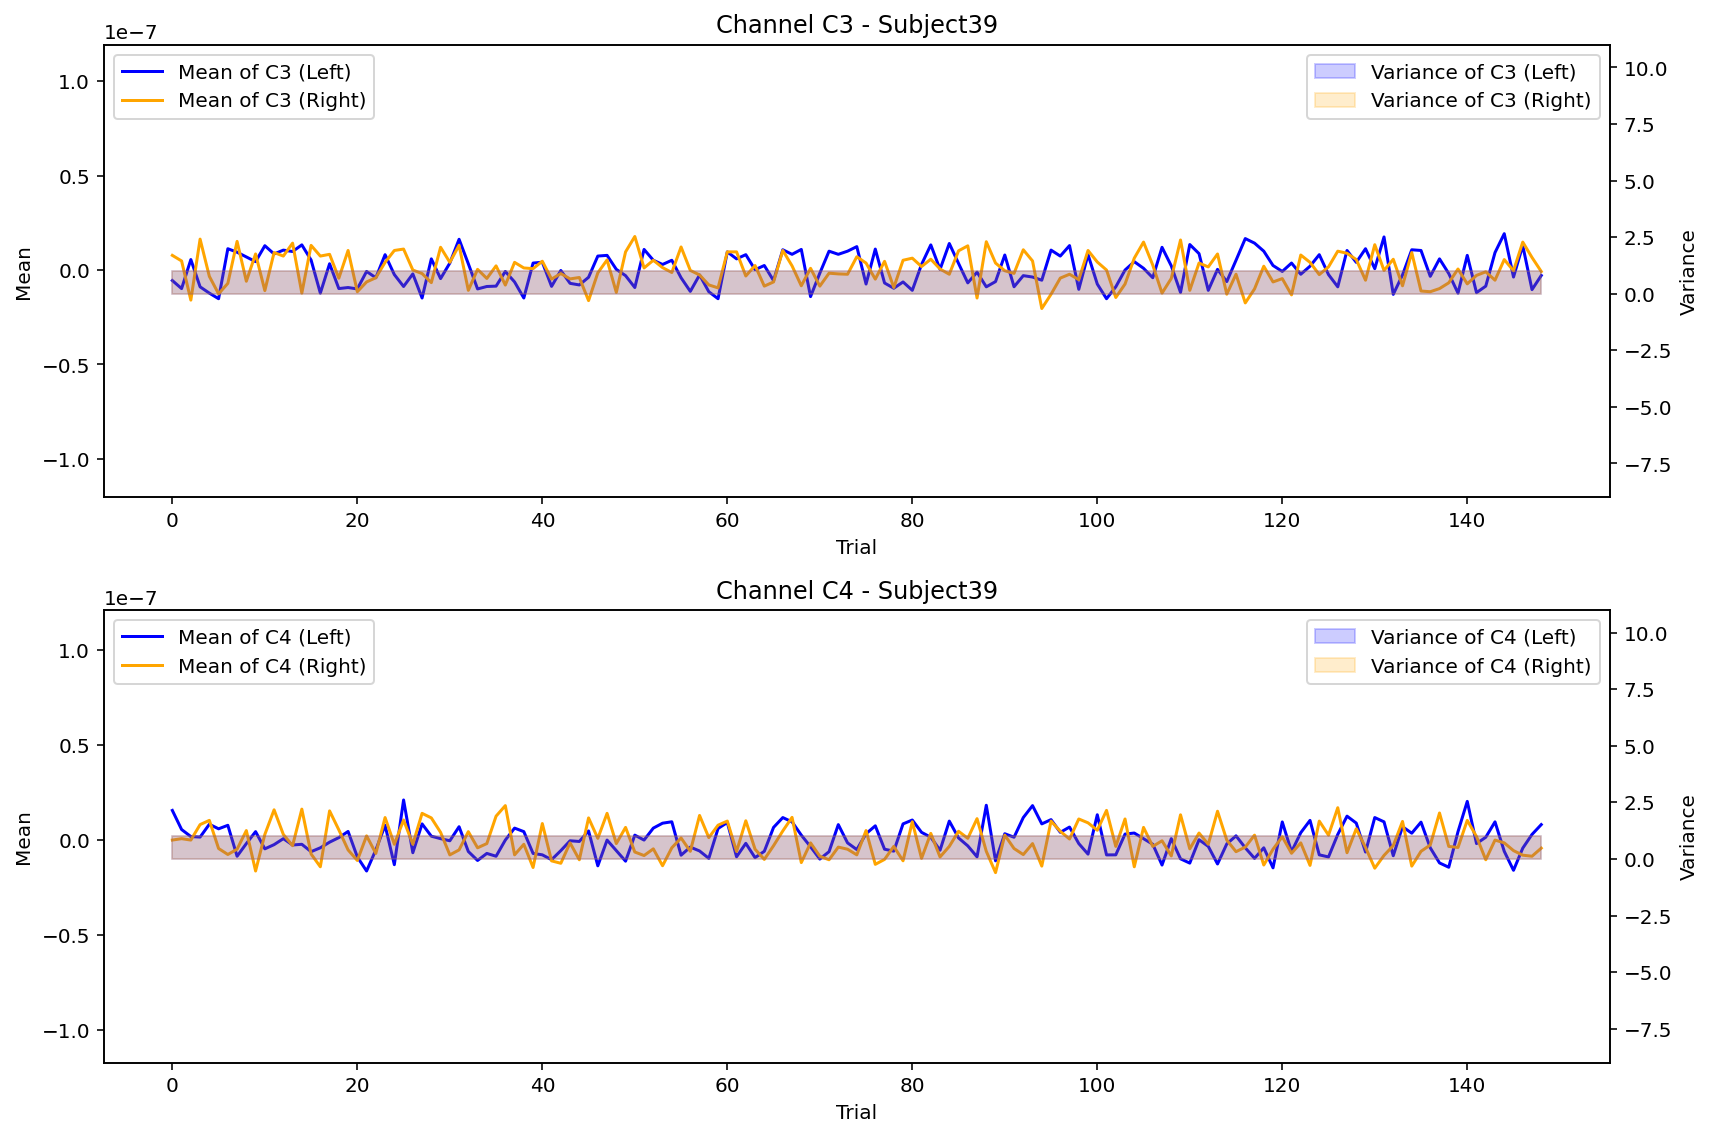 Channel C3 - Subject39
1e−7
Mean of C3 (Left)
Mean of C3 (Right)
Variance of C3 (Left)
Variance of C3 (Right)
1.0
0.5
0.0
−0.5
−1.0
Mean
10.0
7.5
5.0
2.5
0.0
−2.5
−5.0
−7.5
Variance
0 20 40 60 80 100 120 140
Trial
Channel C4 - Subject39
1e−7
Mean of C4 (Left)
Mean of C4 (Right)
Variance of C4 (Left)
Variance of C4 (Right)
1.0
0.5
0.0
−0.5
−1.0
Mean
10.0
7.5
5.0
2.5
0.0
−2.5
−5.0
−7.5
Variance
0 20 40 60 80 100 120 140
Trial